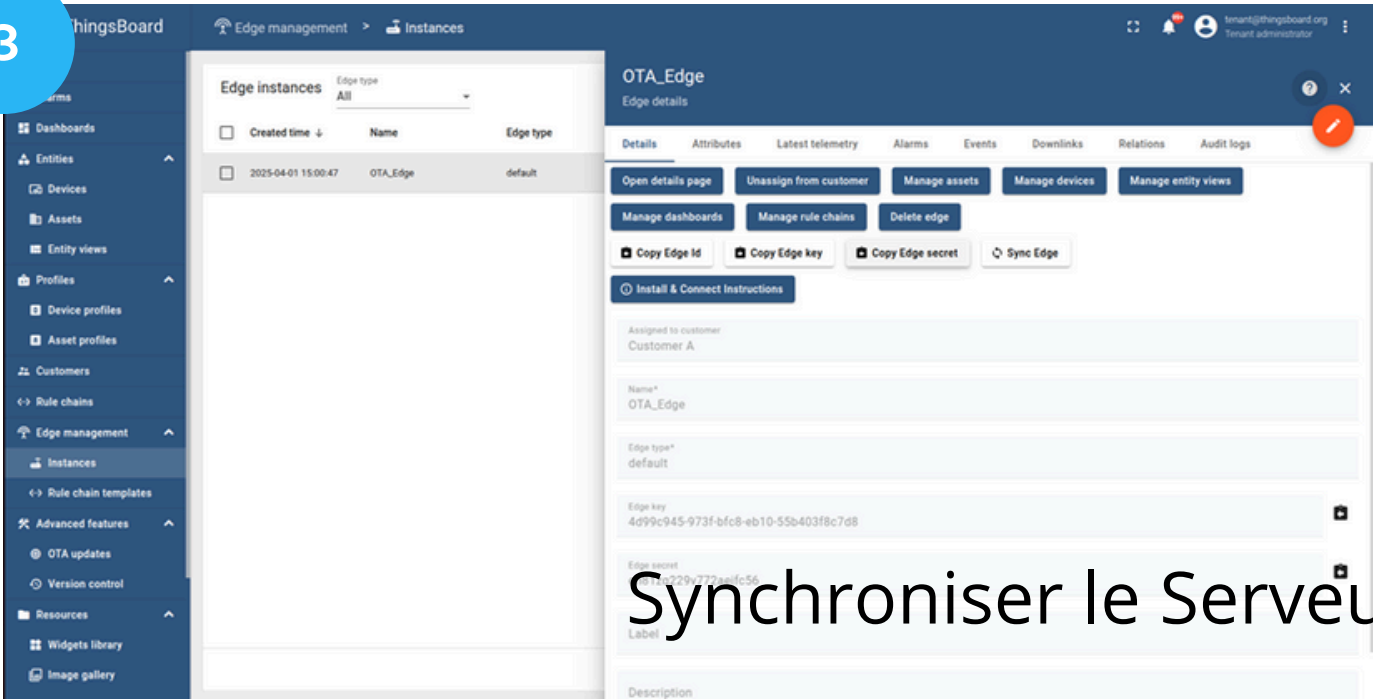 3
hingsBoard
Edge management > Instances
tenant@thingsboard.org
Tenant administrator
arms
Dashboards
Entities
Devices
Assets
Entity views
Profiles
Device profiles
Asset profiles
Customers
Rule chains
Edge management
Instances
Rule chain templates
Advanced features
OTA updates
Version control
Resources
Widgets library
Image gallery
Edge instances
Edge type
All
Created time ↓ Name Edge type
2025-04-01 15:00:47 OTA_Edge default
OTA_Edge
Edge details
Details Attributes Latest telemetry Alarms Events Downlinks Relations Audit logs
Open details page Unassign from customer Manage assets Manage devices Manage entity views
Manage dashboards Manage rule chains Delete edge
Copy Edge Id Copy Edge key Copy Edge secret Sync Edge
Install & Connect Instructions
Assigned to customer
Customer A
Name*
OTA_Edge
Edge type*
default
Edge key
4d99c945-973f-bfc8-eb10-55b403f8c7d8
Edge secret
Synchroniser le Serveu
Label
Description